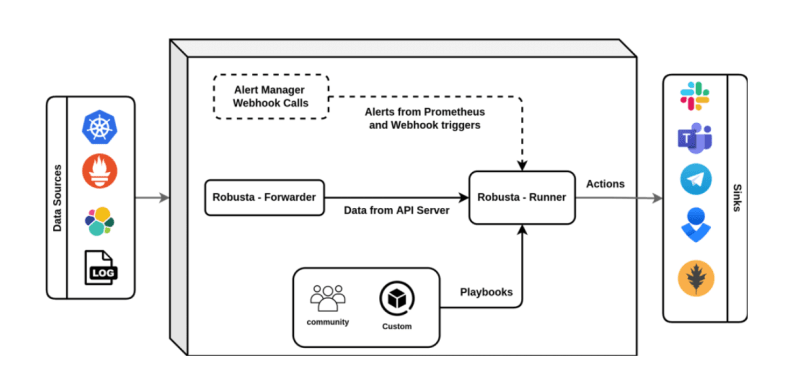 Data Sources
LOG
Alert Manager
Webhook Calls
Alerts from Prometheus
and Webhook triggers
Robusta - Forwarder
Data from API Server
Robusta - Runner
Actions
community
Custom
Playbooks
T
Sinks